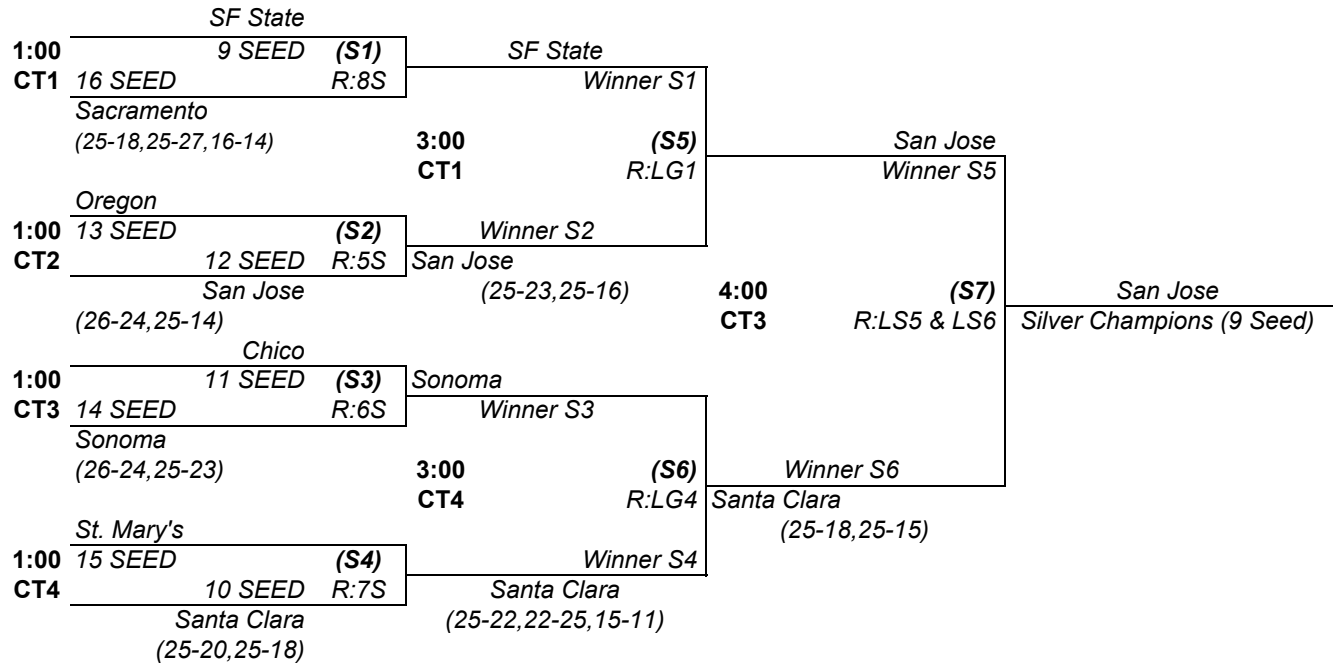 SF State
1:00 9 SEED (S1) SF State
CT1 16 SEED R:8S Winner S1
Sacramento
(25-18,25-27,16-14) 3:00 (S5) San Jose
CT1 R:LG1 Winner S5
Oregon
1:00 13 SEED (S2) Winner S2
CT2 12 SEED R:5S San Jose
San Jose (25-23,25-16) 4:00 (S7) San Jose
(26-24,25-14) CT3 R:LS5 & LS6 Silver Champions (9 Seed)
Chico
1:00 11 SEED (S3) Sonoma
CT3 14 SEED R:6S Winner S3
Sonoma
(26-24,25-23) 3:00 (S6) Winner S6
CT4 R:LG4 Santa Clara
St. Mary's (25-18,25-15)
1:00 15 SEED (S4) Winner S4
CT4 10 SEED R:7S Santa Clara
Santa Clara (25-22,22-25,15-11)
(25-20,25-18)